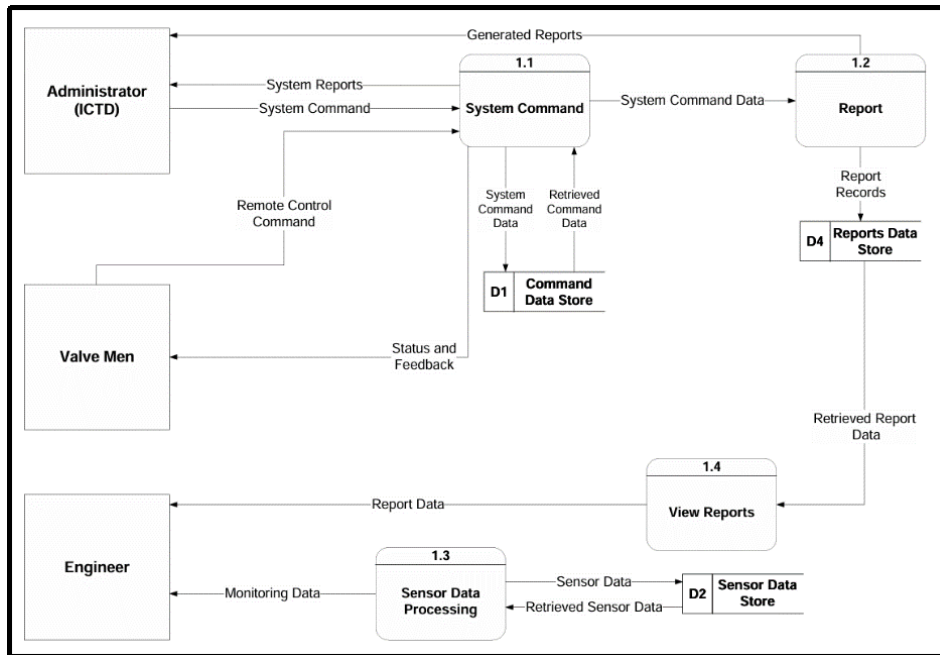 Generated Reports
1.1
1.2
Administrator
(ICTD)
System Reports
System Command
System Command
System Command Data
Report
Remote Control
Command
System
Command
Data
Retrieved
Command
Data
Report
Records
D4
Reports Data
Store
D1
Command
Data Store
Valve Men
Status and
Feedback
Retrieved Report
Data
1.4
Report Data
View Reports
Engineer
1.3
Monitoring Data
Sensor Data
Processing
Sensor Data
Retrieved Sensor Data
D2
Sensor Data
Store